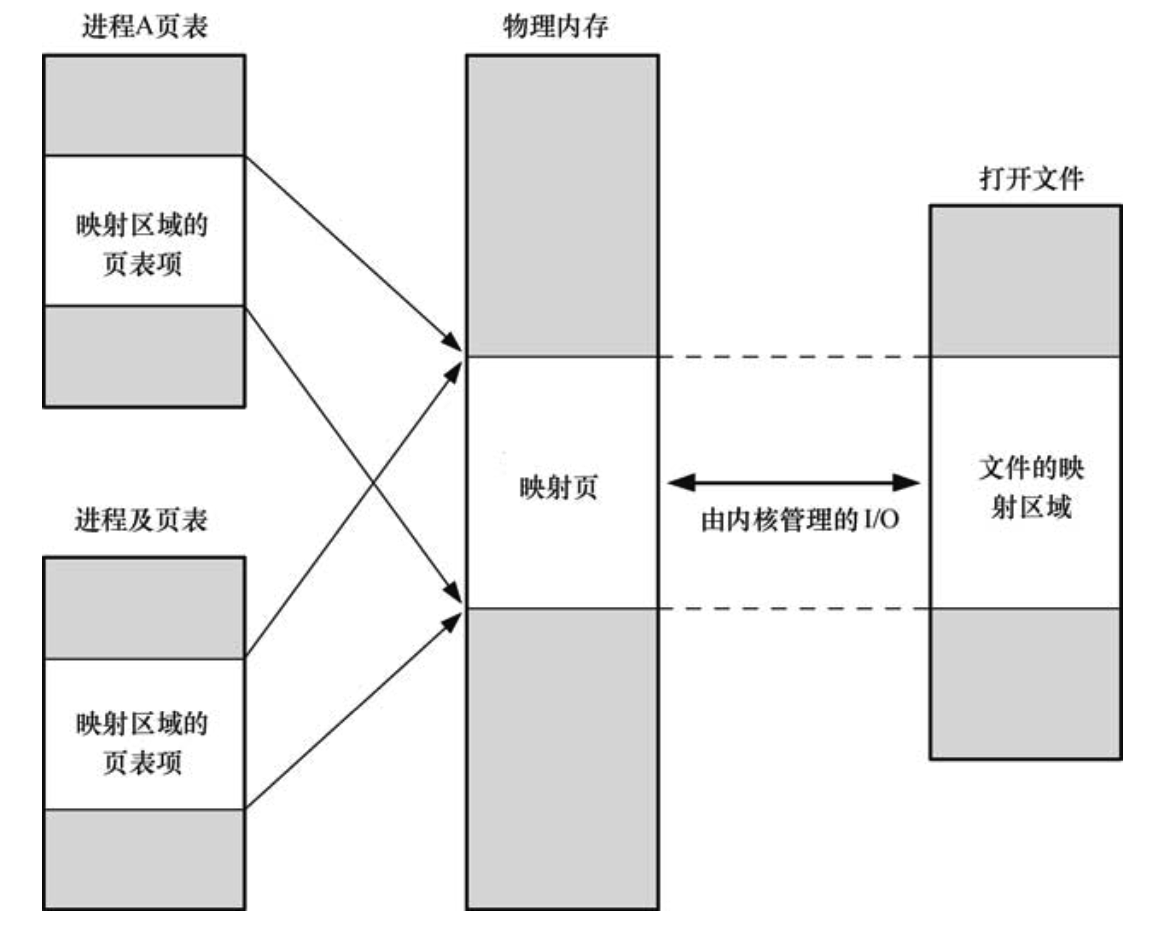 进程A页表
物理内存
打开文件
映射区域的
页表项
映射页
文件的映
射区域
由内核管理的I/O
进程及页表
映射区域的
页表项